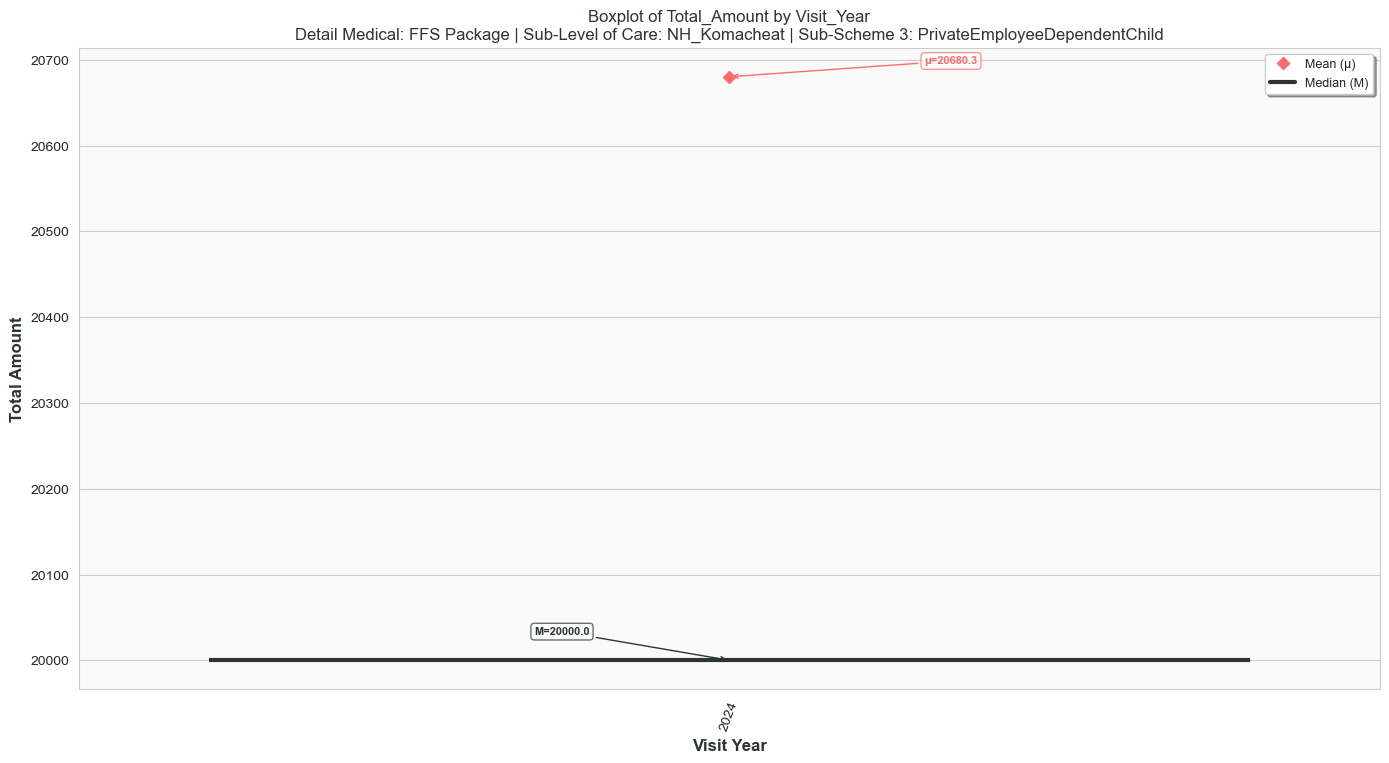 Boxplot of Total_Amount by Visit_Year
Detail Medical: FFS Package | Sub-Level of Care: NH_Komacheat | Sub-Scheme 3: PrivateEmployeeDependentChild
20700
μ=20680.3
Mean (μ)
Median (M)
20600
20500
20400
20300
20200
20100
M=20000.0
20000
Total Amount
2024
Visit Year